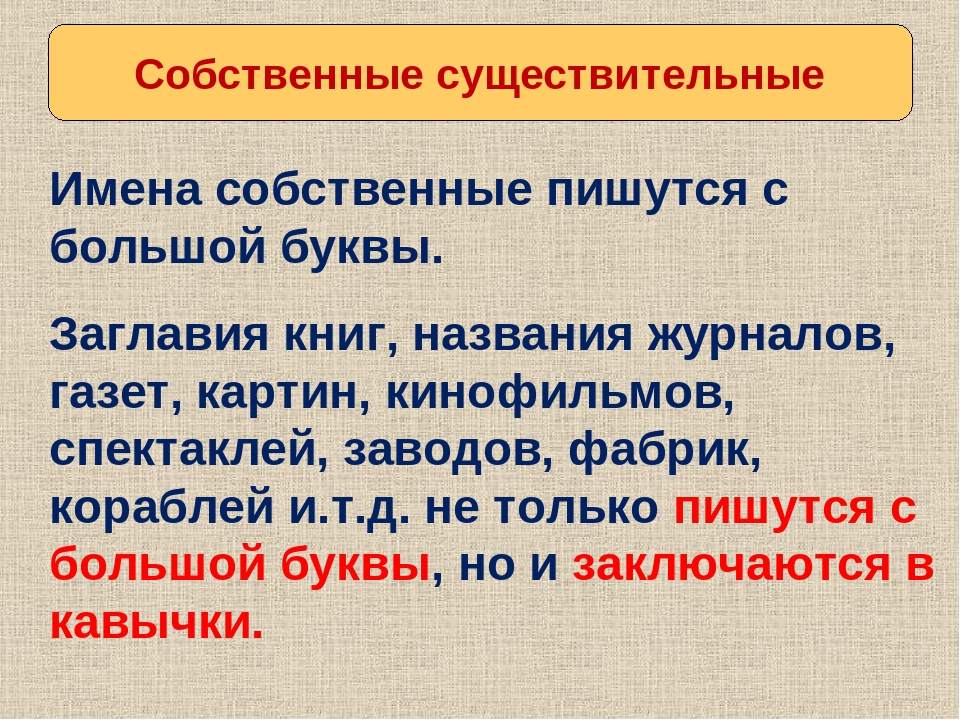 Собственные существительные
Имена собственные пишутся с
большой буквы.
Заглавия книг, названия журналов,
газет, картин, кинофильмов,
спектаклей, заводов, фабрик,
кораблей и.т.д. не только пишутся с
большой буквы, но и заключаются в
кавычки.